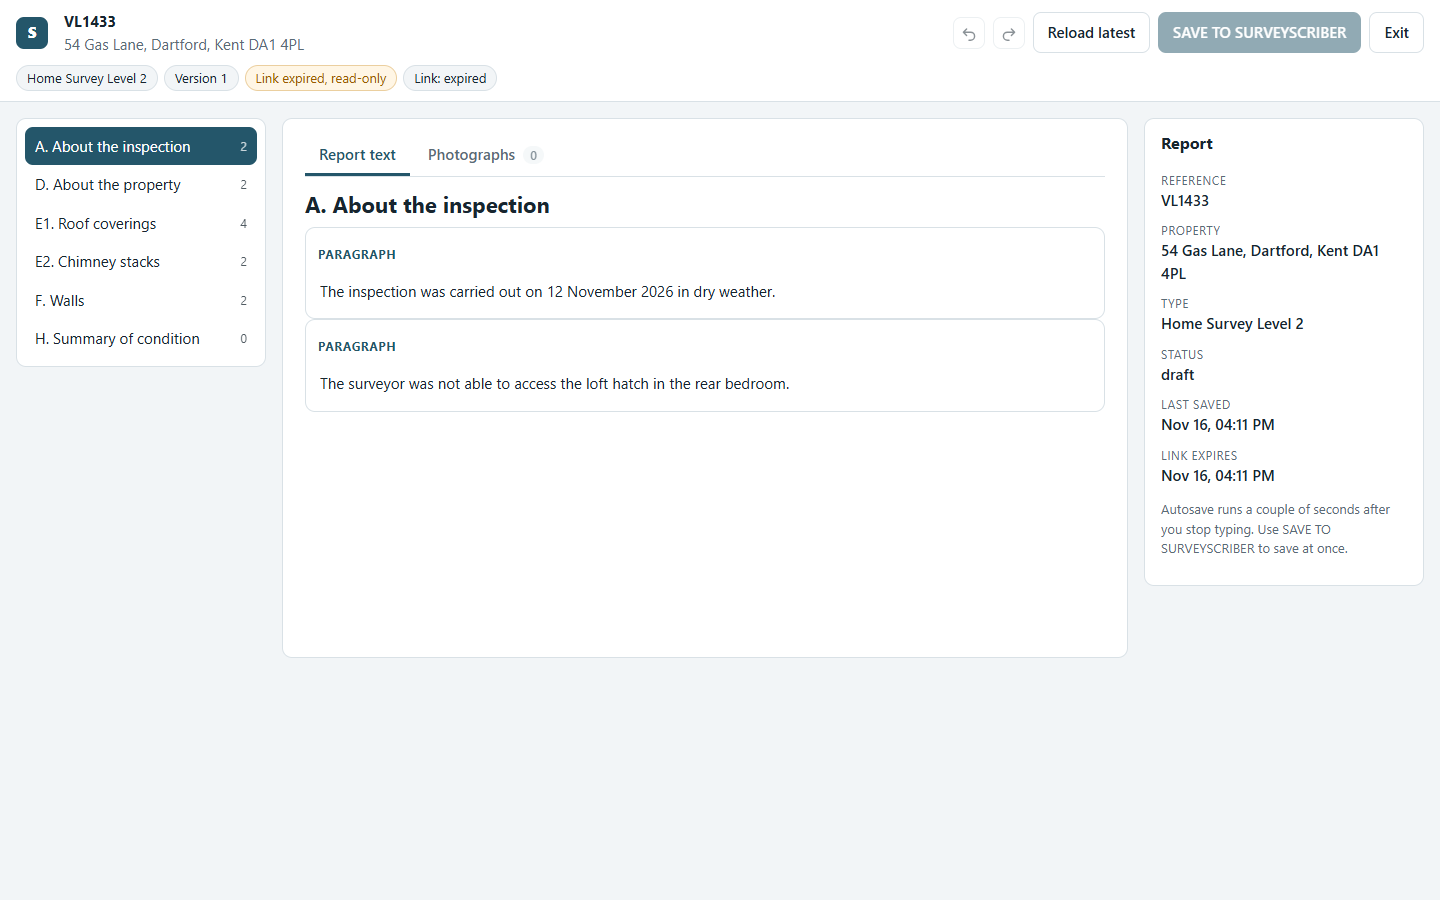 S
VL1433
54 Gas Lane, Dartford, Kent DA1 4PL
Reload latest
SAVE TO SURVEYSCRIBER
Exit
Home Survey Level 2
Version 1
Link expired, read-only
Link: expired
A. About the inspection 2
D. About the property 2
E1. Roof coverings 4
E2. Chimney stacks 2
F. Walls 2
H. Summary of condition 0
Report text
Photographs 0
A. About the inspection
PARAGRAPH
The inspection was carried out on 12 November 2026 in dry weather.
PARAGRAPH
The surveyor was not able to access the loft hatch in the rear bedroom.
Report
REFERENCE
VL1433
PROPERTY
54 Gas Lane, Dartford, Kent DA1
4PL
TYPE
Home Survey Level 2
STATUS
draft
LAST SAVED
Nov 16, 04:11 PM
LINK EXPIRES
Nov 16, 04:11 PM
Autosave runs a couple of seconds after
you stop typing. Use SAVE TO
SURVEYSCRIBER to save at once.